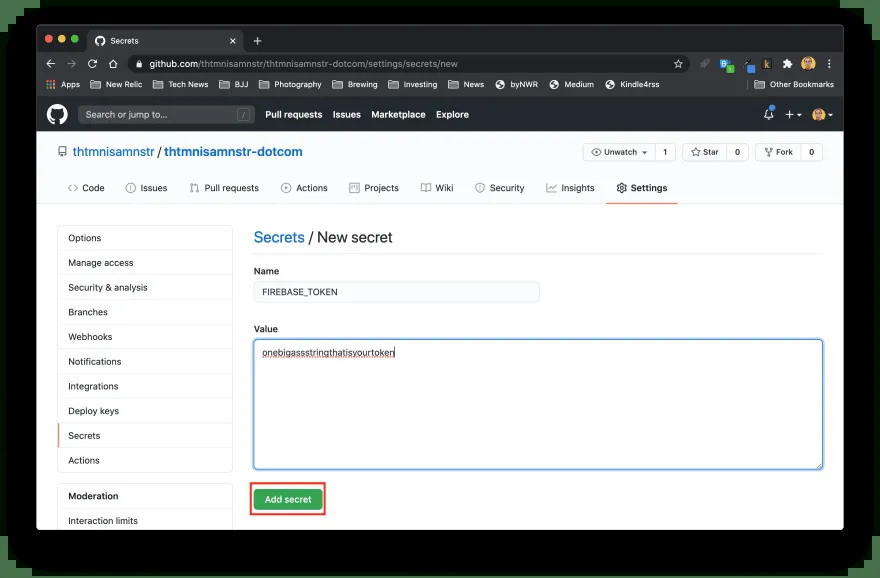 Secrets
github.com/thtmnisamnstr/thtmnisamnstr-dotcom/settings/secrets/new
Apps New Relic Tech News BJJ Photography Brewing Investing News byNWR Medium Kindle4rss Other Bookmarks
Search or jump to... / Pull requests Issues Marketplace Explore
thtmnisamnstr / thtmnisamnstr-dotcom Unwatch 1 Star 0 Fork 0
Code Issues Pull requests Actions Projects Wiki Security Insights Settings
Options
Manage access
Security & analysis
Branches
Webhooks
Notifications
Integrations
Deploy keys
Secrets
Actions
Moderation
Interaction limits
Secrets / New secret
Name
FIREBASE_TOKEN
Value
onebigassstringthatisyourtoken
Add secret